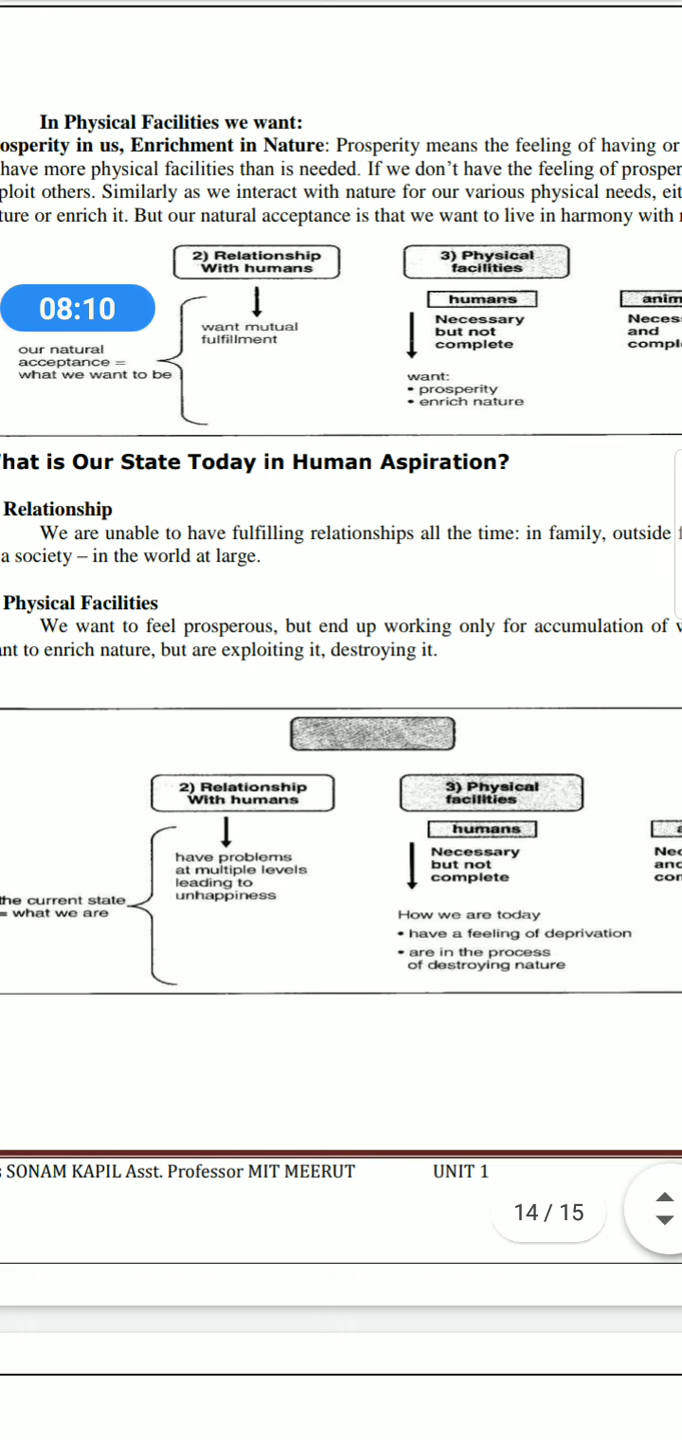 In Physical Facilities we want:
osperity in us, Enrichment in Nature: Prosperity means the feeling of having or
have more physical facilities than is needed. If we don't have the feeling of prosper
ploit others. Similarly as we interact with nature for our various physical needs, eit
ture or enrich it. But our natural acceptance is that we want to live in harmony with
2) Relationship
With humans
3) Physical
facilities
08:10
humans
anim
want mutual
fulfillment
Necessary
but not
complete
Neces
and
compl
our natural
acceptance =
what we want to be
want:
• prosperity
• enrich nature
hat is Our State Today in Human Aspiration?
Relationship
We are unable to have fulfilling relationships all the time: in family, outside
a society – in the world at large.
Physical Facilities
We want to feel prosperous, but end up working only for accumulation of
nt to enrich nature, but are exploiting it, destroying it.
2) Relationship
With humans
3) Physical
facilities
humans
have problems
at multiple levels
leading to
unhappiness
Necessary
but not
complete
Nec
and
con
the current state
= what we are
How we are today
• have a feeling of deprivation
• are in the process
of destroying nature
SONAM KAPIL Asst. Professor MIT MEERUT UNIT 1
14 / 15